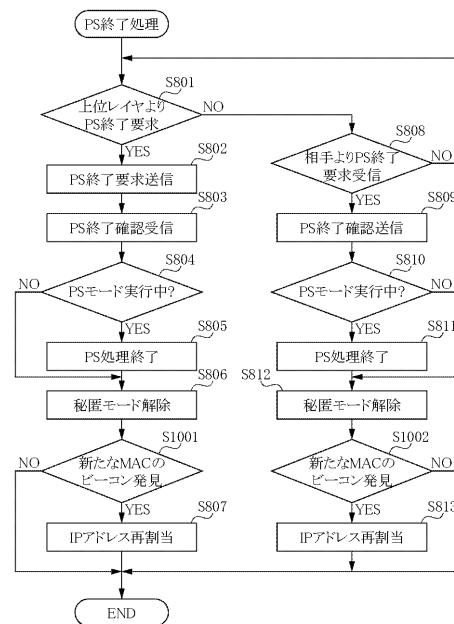 PS終了処理
S801
上位レイヤより
PS終了要求
NO
YES
S802
PS終了要求送信
S803
PS終了確認受信
S804
NO
PSモード実行中?
YES
S805
PS処理終了
S806
秘匿モード解除
S1001
NO
新たなMACの
ビーコン発見
YES
S807
IPアドレス再割当
END
S808
相手よりPS終了
要求受信
NO
YES
S809
PS終了確認送信
S810
PSモード実行中?
NO
YES
S811
PS処理終了
S812
秘匿モード解除
S1002
新たなMACの
ビーコン発見
NO
YES
S813
IPアドレス再割当